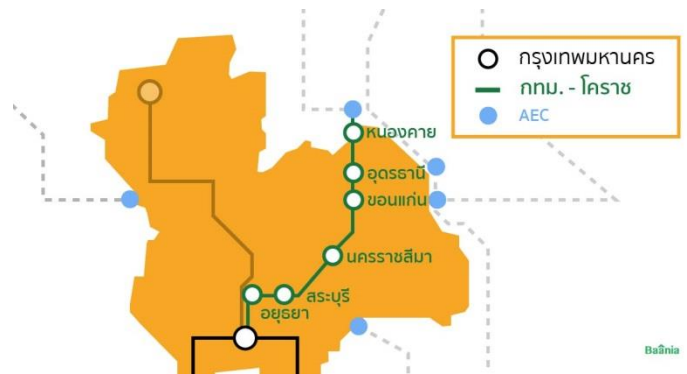 กรุงเทพมหานคร
กทม. - โคราช
AEC
หนองคาย
อุดรธานี
ขอนแก่น
นครราชสีมา
สระบุรี
อยุธยา
Baania